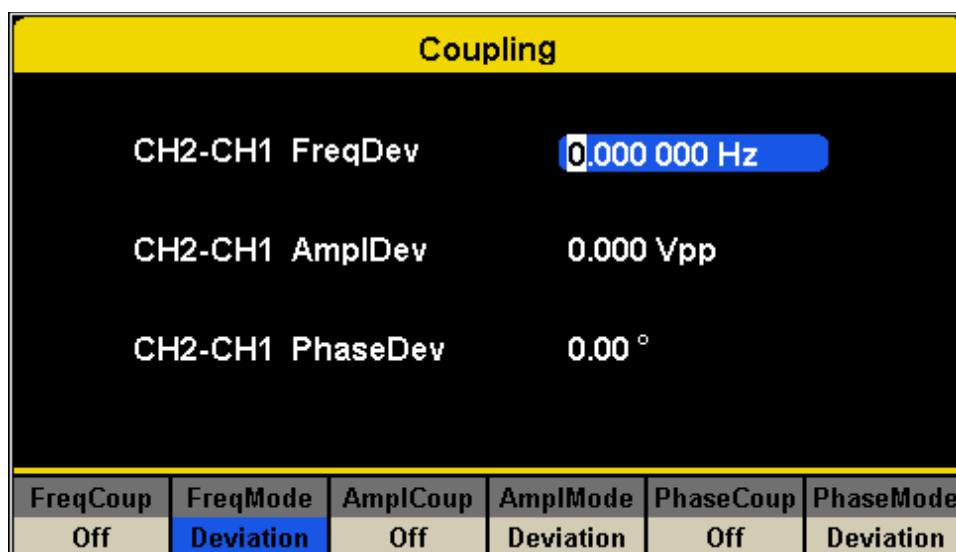 Coupling
CH2-CH1 FreqDev 0.000 000 Hz
CH2-CH1 AmplDev 0.000 Vpp
CH2-CH1 PhaseDev 0.00 °
FreqCoup FreqMode AmplCoup AmplMode PhaseCoup PhaseMode
Off Deviation Off Deviation Off Deviation